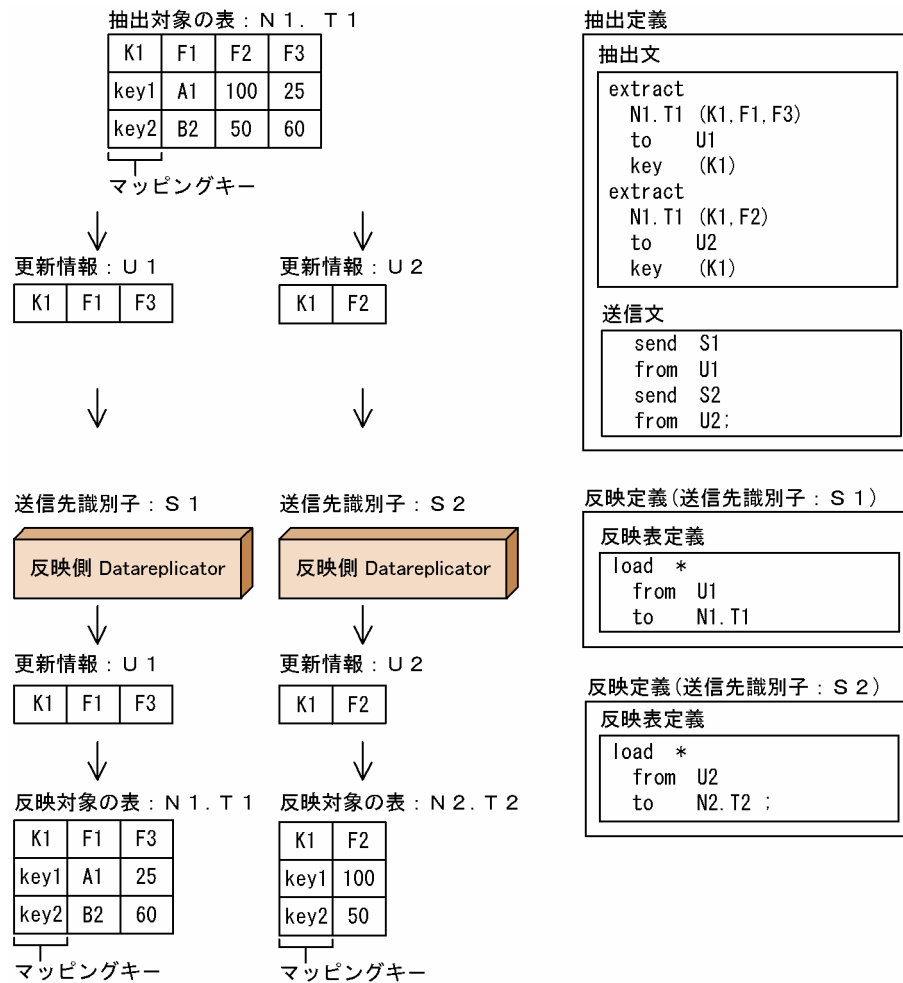 抽出対象の表：Ｎ１．Ｔ１
K1 F1 F2 F3
key1 A1 100 25
key2 B2 50 60
マッピングキー
更新情報：Ｕ１
K1 F1 F3
更新情報：Ｕ２
K1 F2
送信先識別子：Ｓ１
反映側 Datareplicator
送信先識別子：Ｓ２
反映側 Datareplicator
更新情報：Ｕ１
K1 F1 F3
更新情報：Ｕ２
K1 F2
反映対象の表：Ｎ１．Ｔ１
K1 F1 F3
key1 A1 25
key2 B2 60
マッピングキー
反映対象の表：Ｎ２．Ｔ２
K1 F2
key1 100
key2 50
マッピングキー
抽出定義
抽出文
extract
N1.T1 (K1,F1,F3)
to U1
key (K1)
extract
N1.T1 (K1,F2)
to U2
key (K1)
送信文
send S1
from U1
send S2
from U2;
反映定義(送信先識別子：Ｓ１)
反映表定義
load *
from U1
to N1.T1
反映定義(送信先識別子：Ｓ２)
反映表定義
load *
from U2
to N2.T2 ;